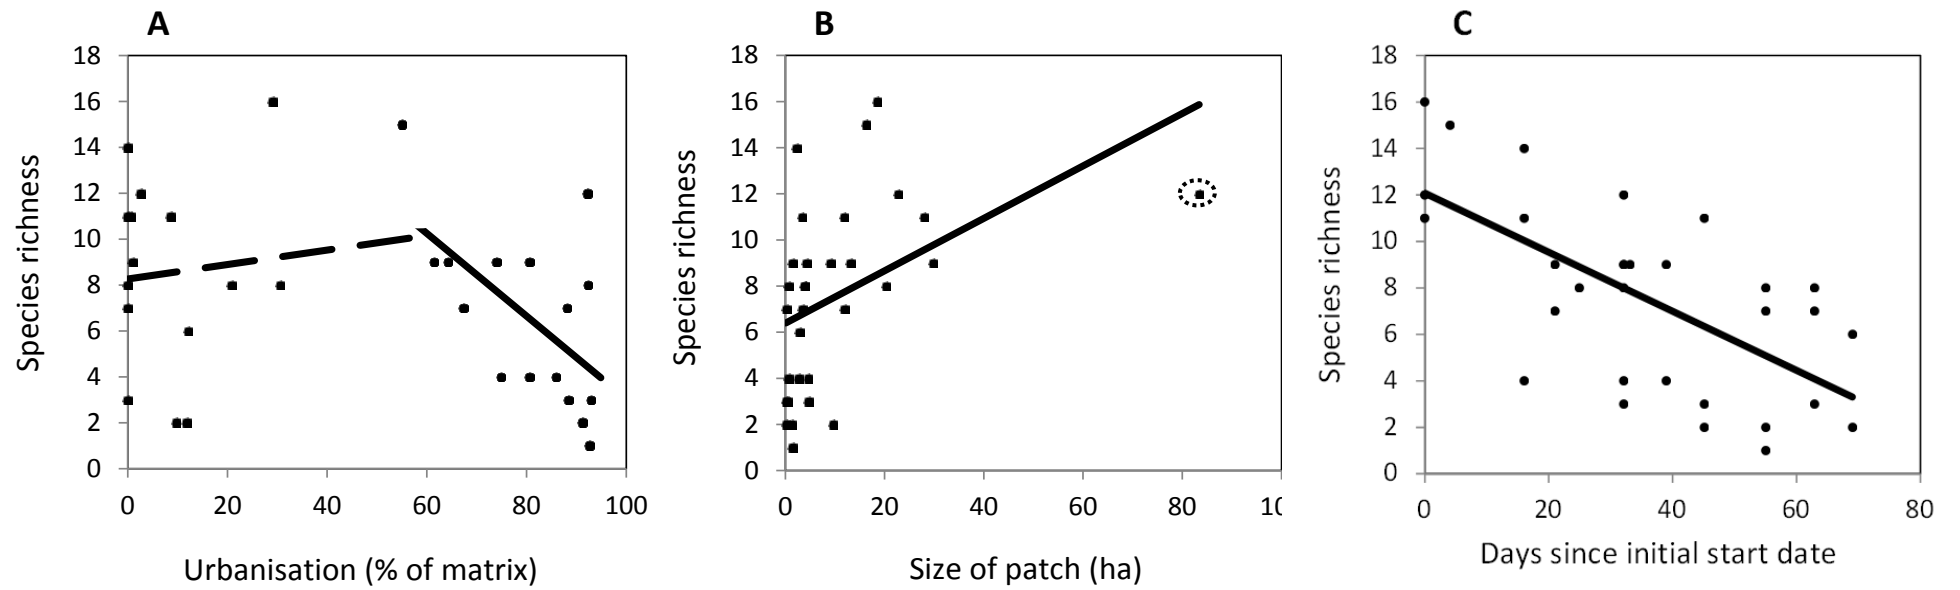 A
Species richness
18
16
14
12
10
8
6
4
2
0
0 20 40 60 80 100
Urbanisation (% of matrix)
B
Species richness
18
16
14
12
10
8
6
4
2
0
0 20 40 60 80 10
Size of patch (ha)
C
Species richness
18
16
14
12
10
8
6
4
2
0
0 20 40 60 80
Days since initial start date